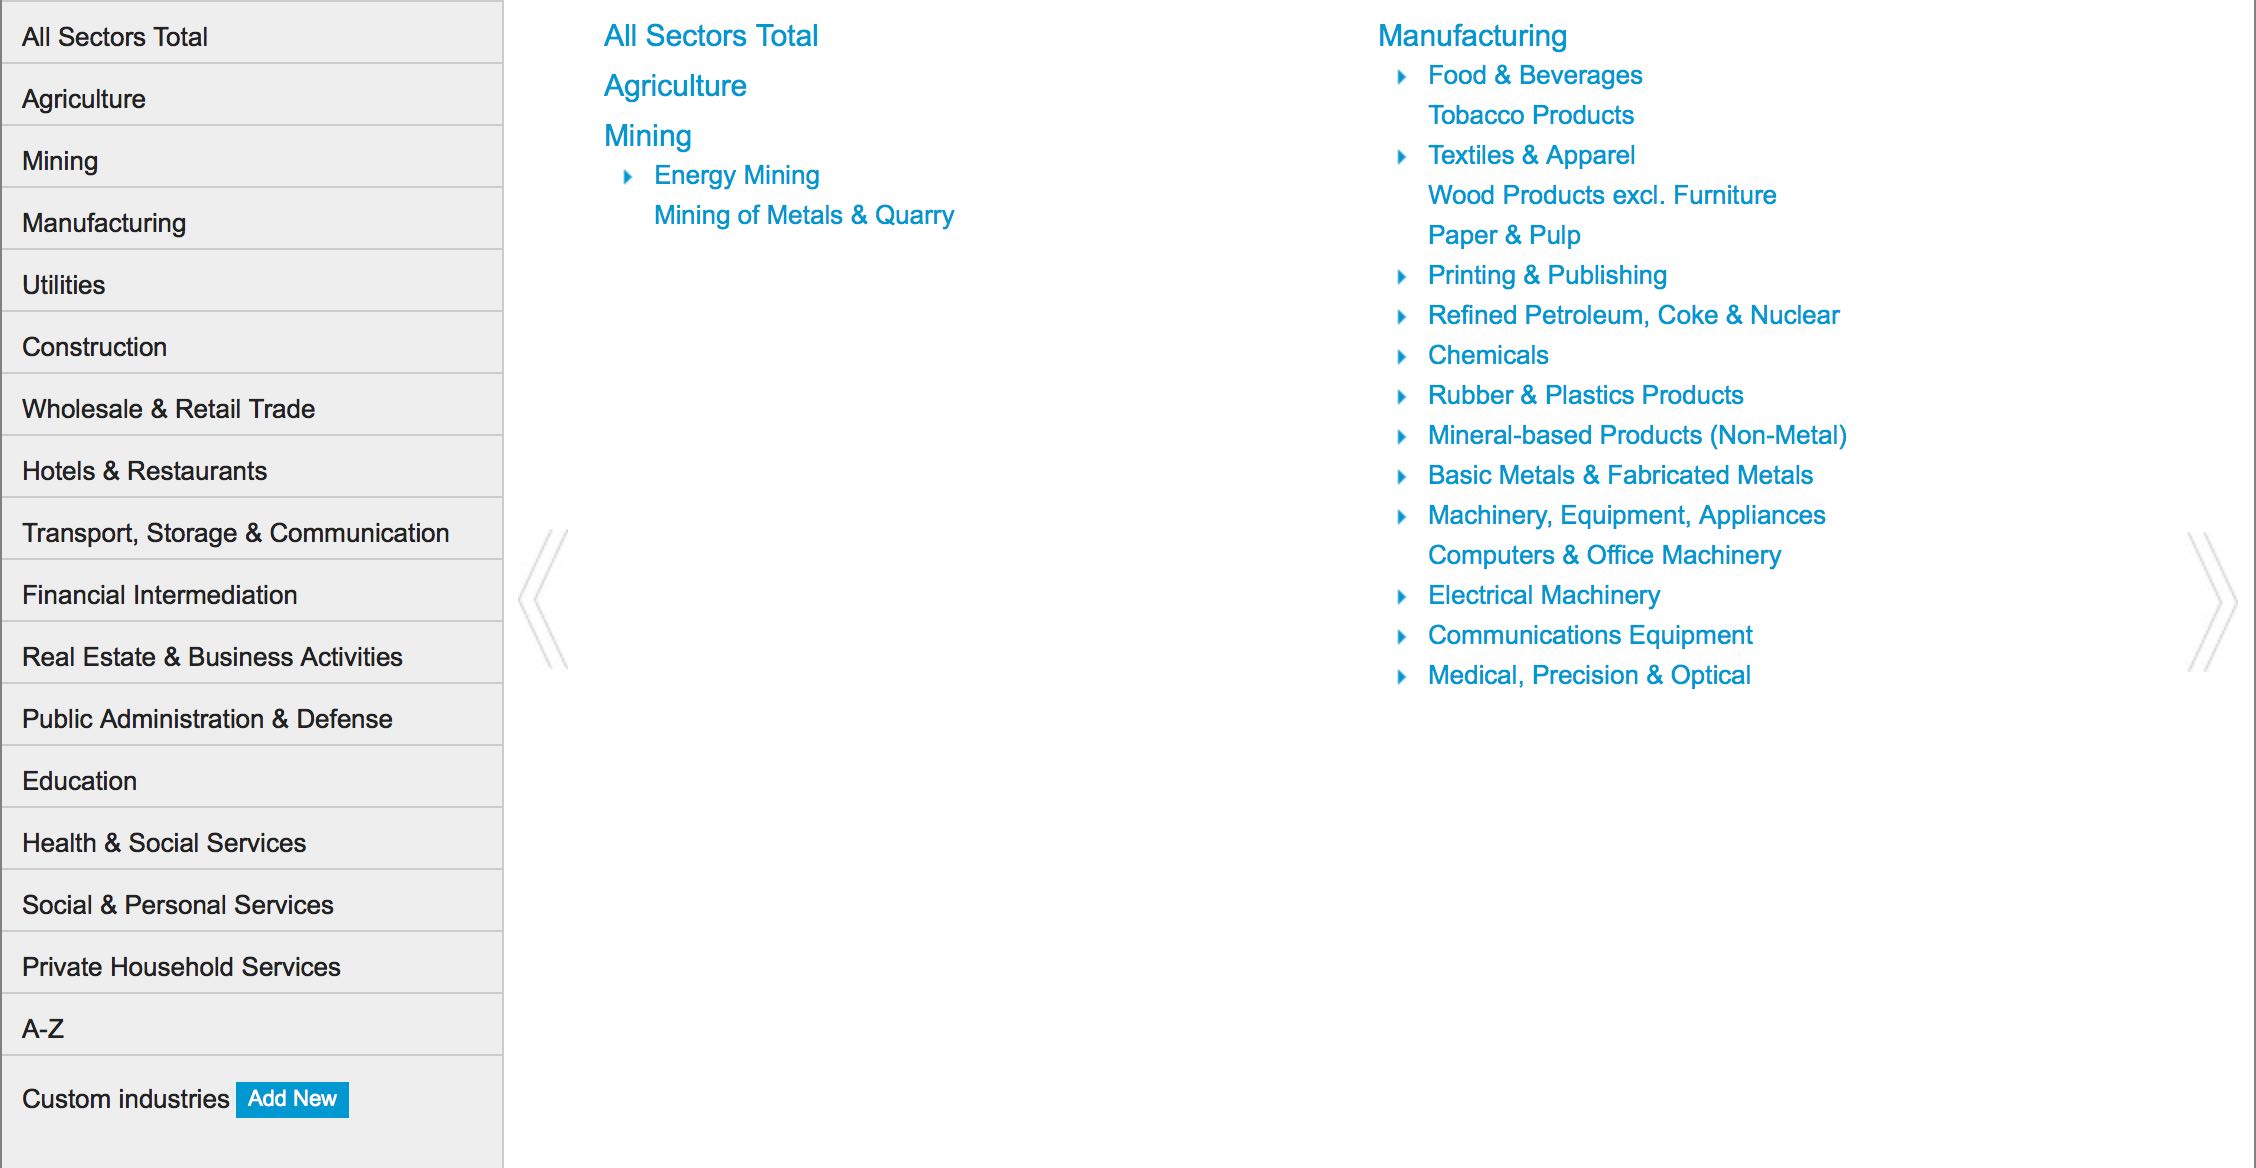 All Sectors Total
Agriculture
Mining
Manufacturing
Utilities
Construction
Wholesale & Retail Trade
Hotels & Restaurants
Transport, Storage & Communication
Financial Intermediation
Real Estate & Business Activities
Public Administration & Defense
Education
Health & Social Services
Social & Personal Services
Private Household Services
A-Z
Custom industries Add New
All Sectors Total
Agriculture
Mining
Energy Mining
Mining of Metals & Quarry
Manufacturing
Food & Beverages
Tobacco Products
Textiles & Apparel
Wood Products excl. Furniture
Paper & Pulp
Printing & Publishing
Refined Petroleum, Coke & Nuclear
Chemicals
Rubber & Plastics Products
Mineral-based Products (Non-Metal)
Basic Metals & Fabricated Metals
Machinery, Equipment, Appliances
Computers & Office Machinery
Electrical Machinery
Communications Equipment
Medical, Precision & Optical